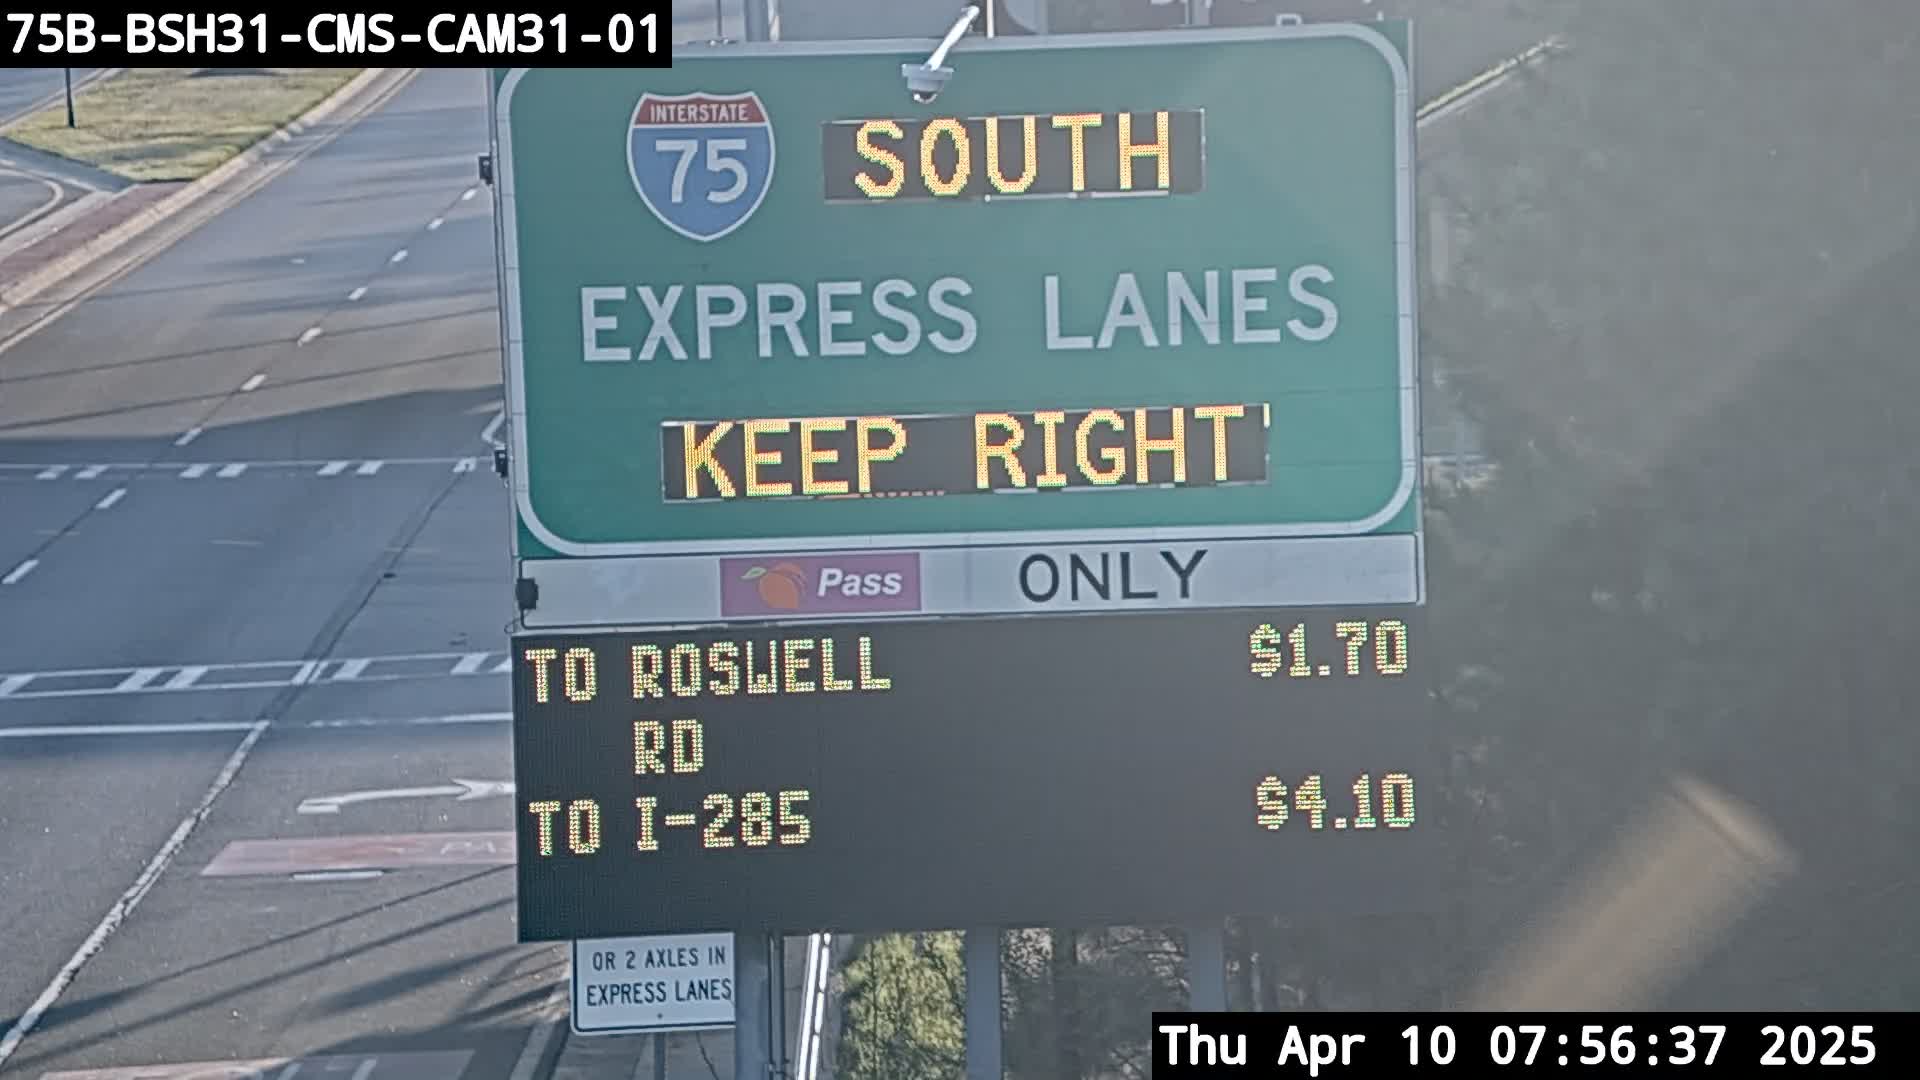 75B-BSH31-CMS-CAM31-01
INTERSTATE
75
SOUTH
EXPRESS LANES
KEEP RIGHT
Pass
ONLY
TO ROSWELL $1.70
RD
TO I-285 $4.10
OR 2 AXLES IN
EXPRESS LANES
Thu Apr 10 07:56:37 2025